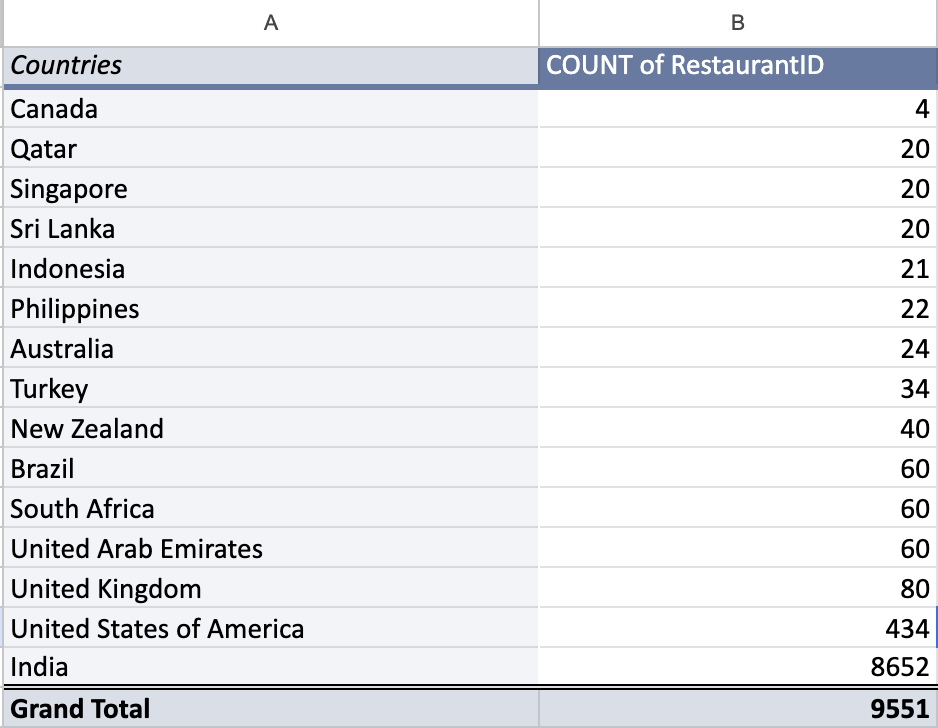 A B
Countries COUNT of RestaurantID
Canada 4
Qatar 20
Singapore 20
Sri Lanka 20
Indonesia 21
Philippines 22
Australia 24
Turkey 34
New Zealand 40
Brazil 60
South Africa 60
United Arab Emirates 60
United Kingdom 80
United States of America 434
India 8652
Grand Total 9551